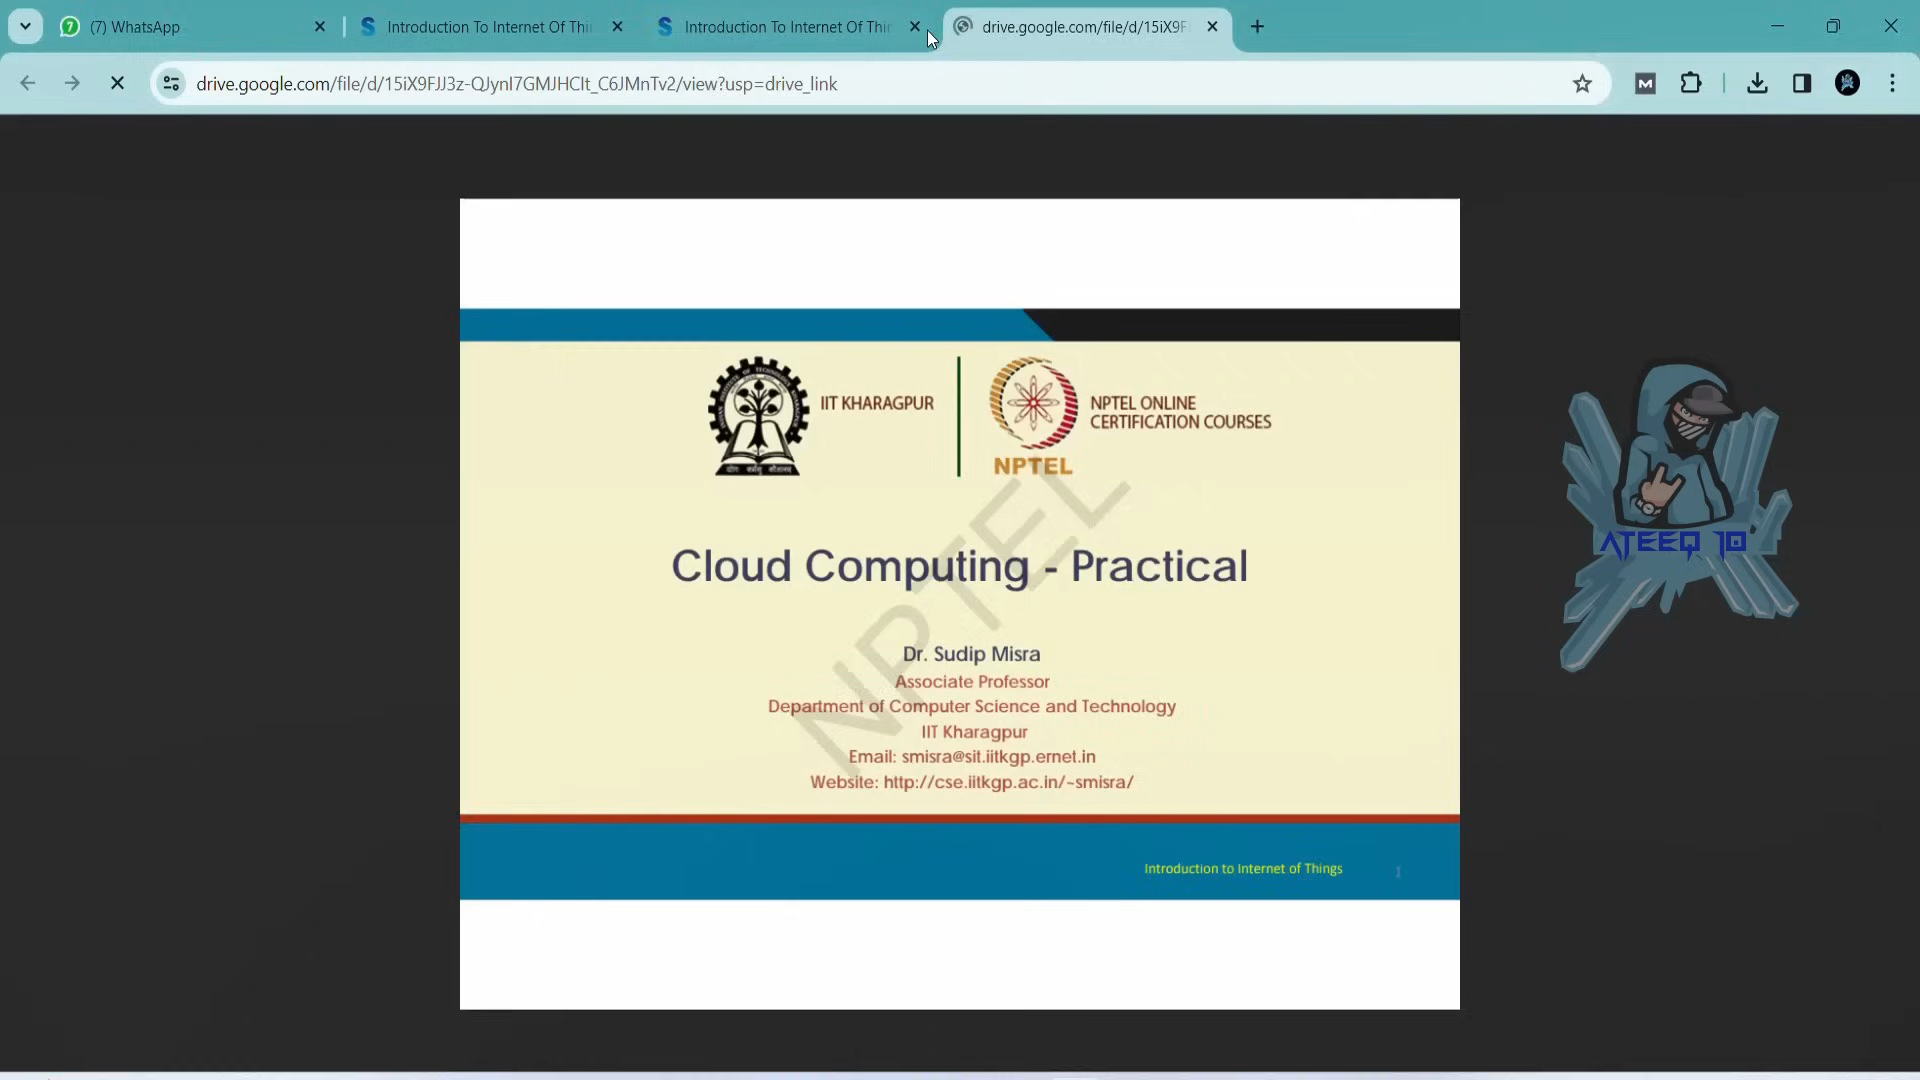 (7) WhatsApp
Introduction To Internet Of Thi
Introduction To Internet Of Thi
drive.google.com/file/d/15iX9F
drive.google.com/file/d/15iX9FJJ3z-QJynI7GMJHCIt_C6JMnTv2/view?usp=drive_link
IIT KHARAGPUR
NPTEL
NPTEL ONLINE
CERTIFICATION COURSES
Cloud Computing - Practical
NPTEL
Dr. Sudip Misra
Associate Professor
Department of Computer Science and Technology
IIT Kharagpur
Email: smisra@sit.iitkgp.ernet.in
Website: http://cse.iitkgp.ac.in/~smisra/
Introduction to Internet of Things
1
ATEEQ 10